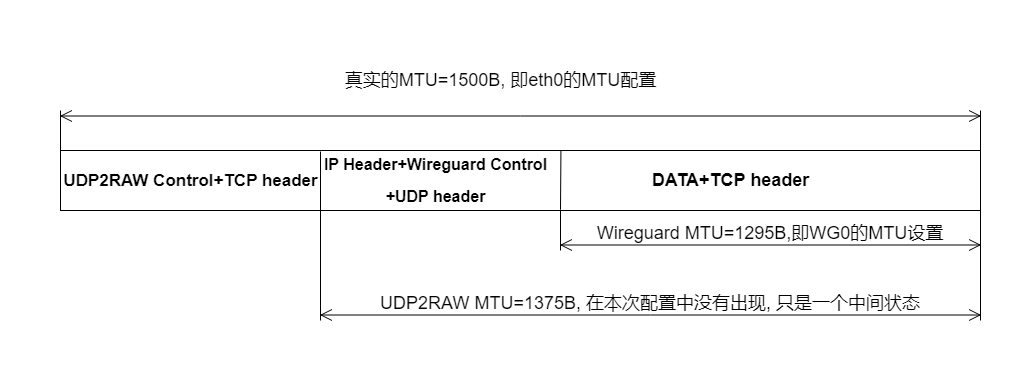 真实的MTU=1500B, 即eth0的MTU配置
UDP2RAW Control+TCP header
IP Header+Wireguard Control
+UDP header
DATA+TCP header
Wireguard MTU=1295B,即WG0的MTU设置
UDP2RAW MTU=1375B, 在本次配置中没有出现, 只是一个中间状态